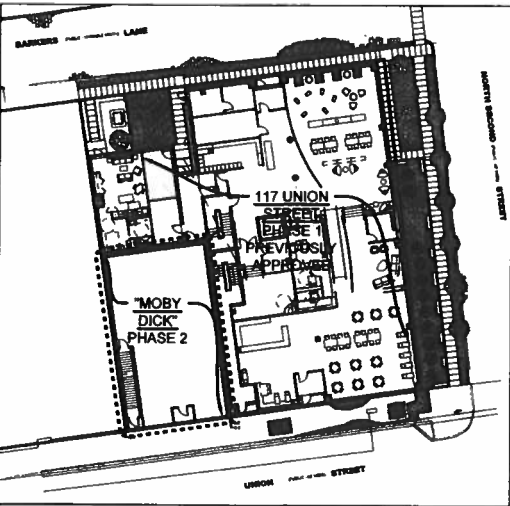 BARKERS LANE
NORTH SECOND STREET
117 UNION
STREET
PHASE 1
PREVIOUSLY
APPROVED
"MOBY
DICK"
PHASE 2
UNION STREET